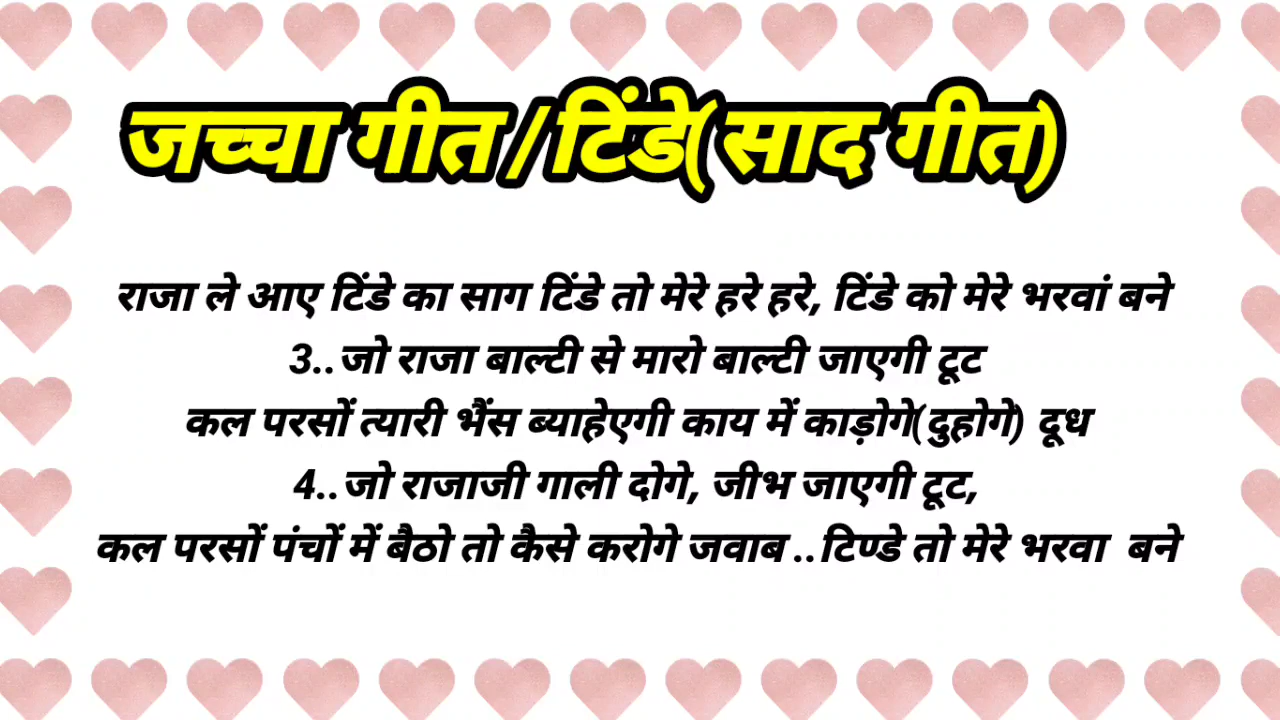 जच्चा गीत/टिंडे(साद गीत)
राजा ले आए टिंडे का साग टिंडे तो मेरे हरे हरे, टिंडे को मेरे भरवां बने
3..जो राजा बाल्टी से मारो बाल्टी जाएगी टूट
कल परसों त्यारी भैंस ब्याहेएगी काय में काड़ोगे(दुहोगे) दूध
4..जो राजाजी गाली दोगे, जीभ जाएगी टूट,
कल परसों पंचों में बैठो तो कैसे करोगे जवाब ..टिण्डे तो मेरे भरवा बने